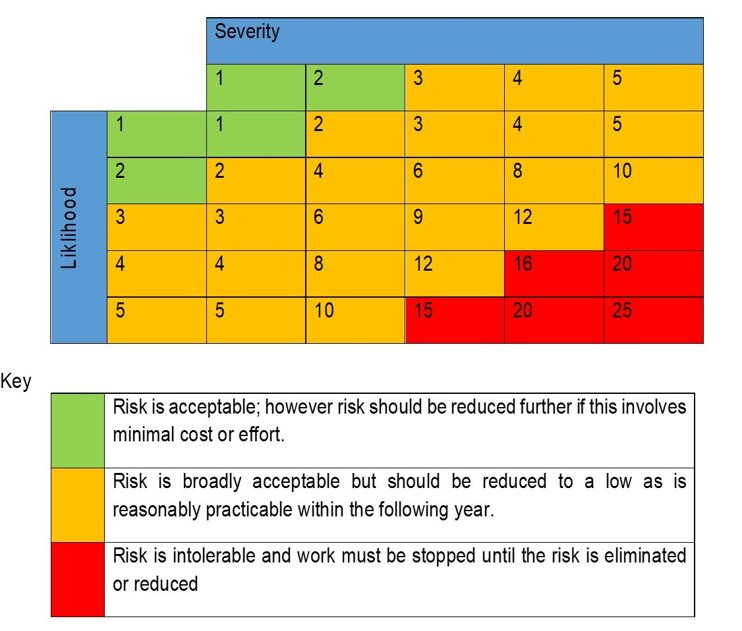 Severity
1 2 3 4 5
1 1 2 3 4 5
2 2 4 6 8 10
Liklihood
3 3 6 9 12 15
4 4 8 12 16 20
5 5 10 15 20 25
Key
Risk is acceptable; however risk should be reduced further if this involves
minimal cost or effort.
Risk is broadly acceptable but should be reduced to a low as is
reasonably practicable within the following year.
Risk is intolerable and work must be stopped until the risk is eliminated
or reduced